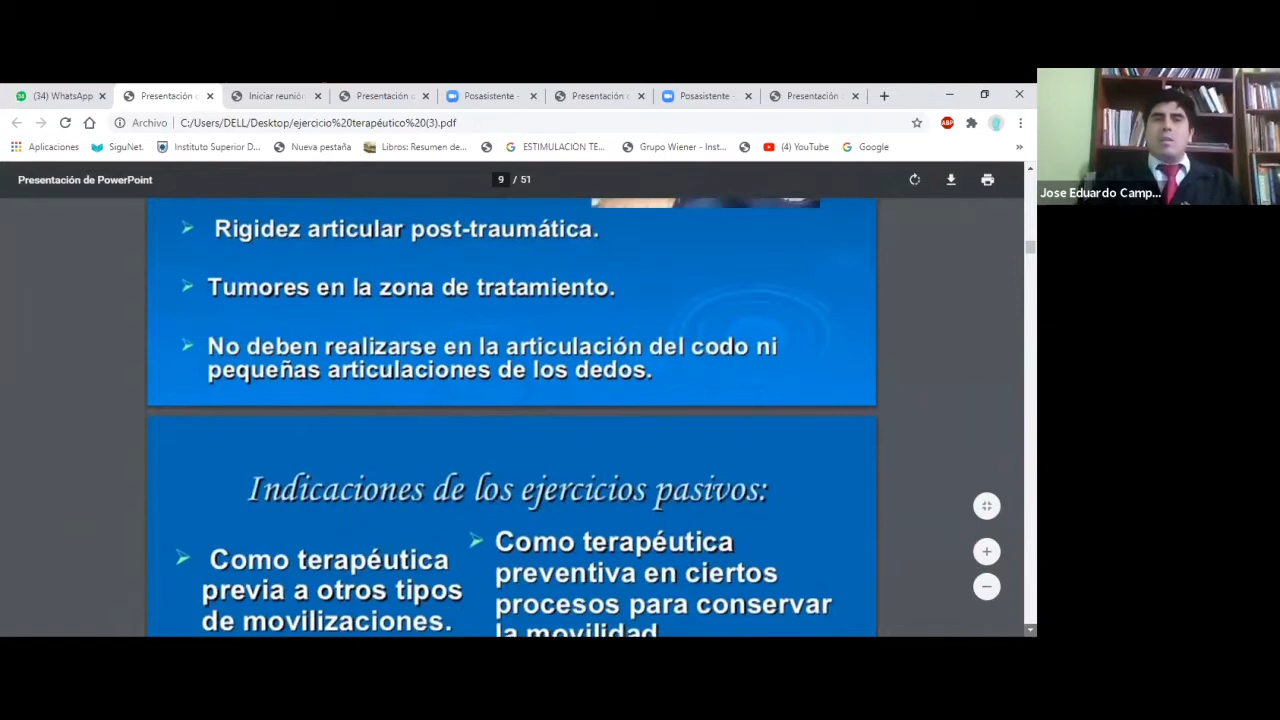 (34) WhatsApp
Presentación
Iniciar reunión
Presentación
Posasistente -
Presentación
Posasistente -
Presentación
Archivo
C:/Users/DELL/Desktop/ejercicio%20terapéutico%20(3).pdf
ABP
Aplicaciones
SiguNet.
Instituto Superior D...
Nueva pestaña
Libros: Resumen de...
ESTIMULACION TE...
Grupo Wiener - Inst...
(4) YouTube
Google
»
Presentación de PowerPoint
9 / 51
Jose Eduardo Camp...
➢ Rigidez articular post-traumática.
➢ Tumores en la zona de tratamiento.
➢ No deben realizarse en la articulación del codo ni
pequeñas articulaciones de los dedos.
Indicaciones de los ejercicios pasivos:
➢ Como terapéutica
previa a otros tipos
de movilizaciones.
➢ Como terapéutica
preventiva en ciertos
procesos para conservar
la movilidad